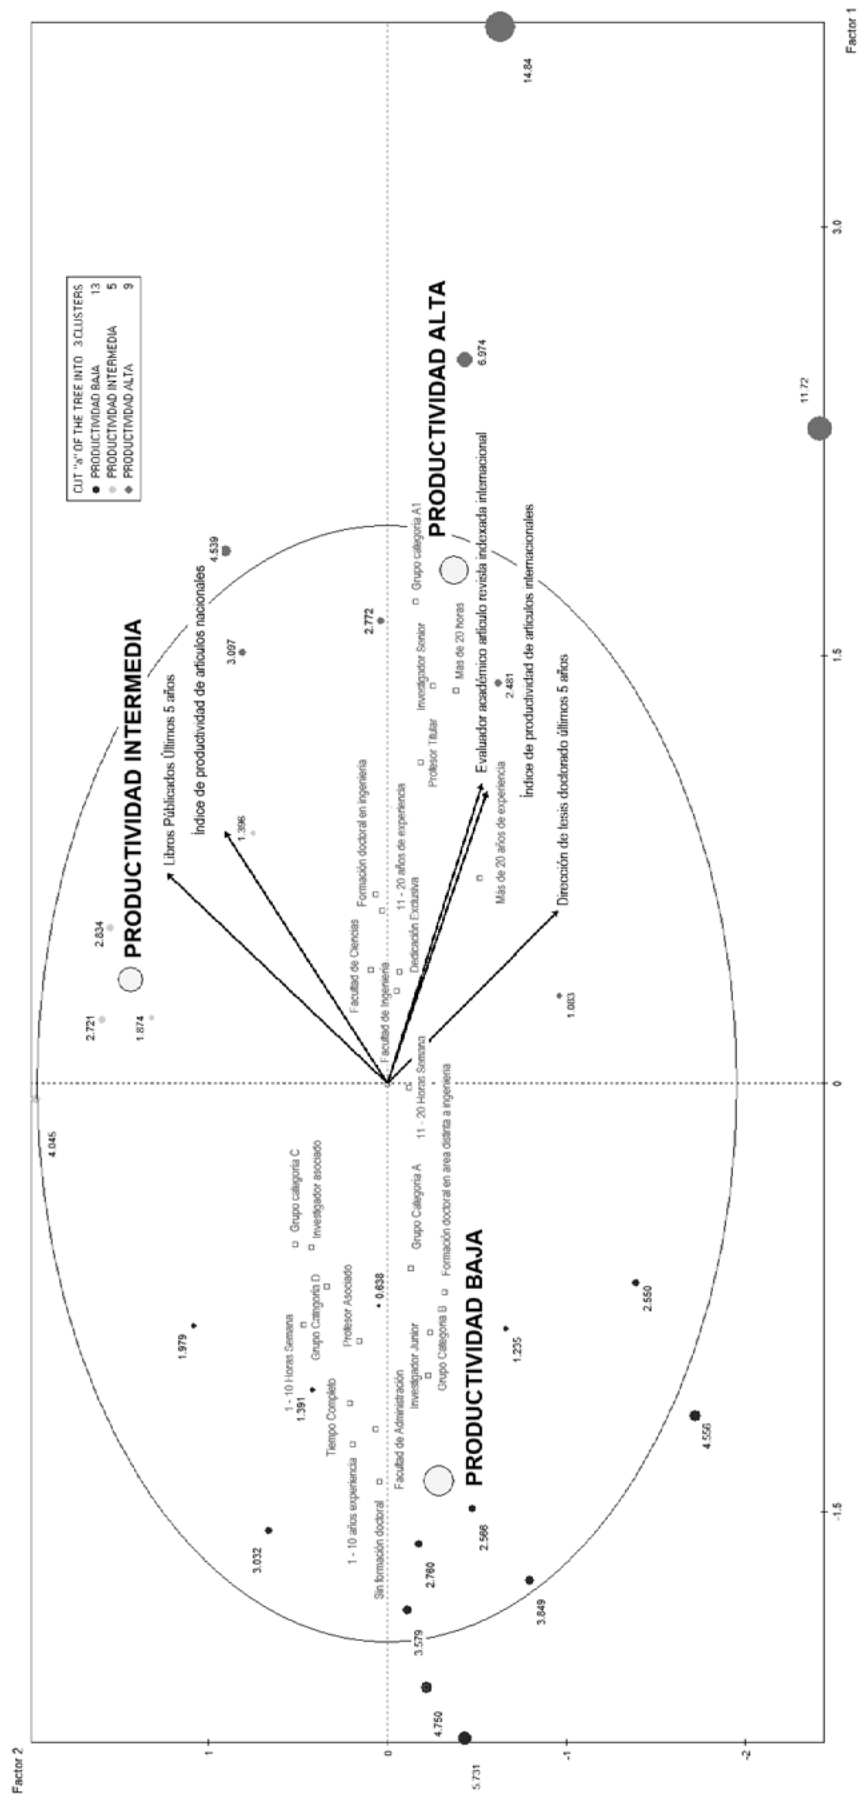 Factor 2
CUT "a" OF THE TREE INTO 3 CLUSTERS
PRODUCTIVIDAD BAJA 13
PRODUCTIVIDAD INTERMEDIA 5
PRODUCTIVIDAD ALTA 9
4.045
2.721
2.834
1.874
PRODUCTIVIDAD INTERMEDIA
Libros Públicados Últimos 5 años
Índice de productividad de articulos nacionales
4.539
3.097
1.396
1.979
3.032
1
Grupo categoría C
Investigador asociado
1 - 10 Horas Semana
Grupo Categoría D
1.391
Profesor Asociado
Tiempo Completo
1 - 10 años experiencia
0.638
Sin formación doctoral
Facultad de Administración
Facultad de Ciencias
Formación doctoral en ingeniería
Facultad de Ingeniería
11 - 20 años de experiencia
Dedicación Exclusiva
2.772
0
Grupo categoría A1
Investigador Senior
Profesor Titular
Mas de 20 horas
PRODUCTIVIDAD ALTA
6.974
14.84
11 - 20 Horas Semana
Grupo Categoría A
Investigador Junior
Grupo Categoría B
Formación doctoral en area distinta a ingenieria
PRODUCTIVIDAD BAJA
3.579
2.760
4.750
2.566
5.731
Evaluador académico artículo revista indexada internacional
Más de 20 años de experiencia
2.481
Índice de productividad de articulos internacionales
Dirección de tesis doctorado últimos 5 años
1.235
3.849
1.083
-1
2.550
4.556
11.72
-2
-1.5
0
1.5
3.0
Factor 1